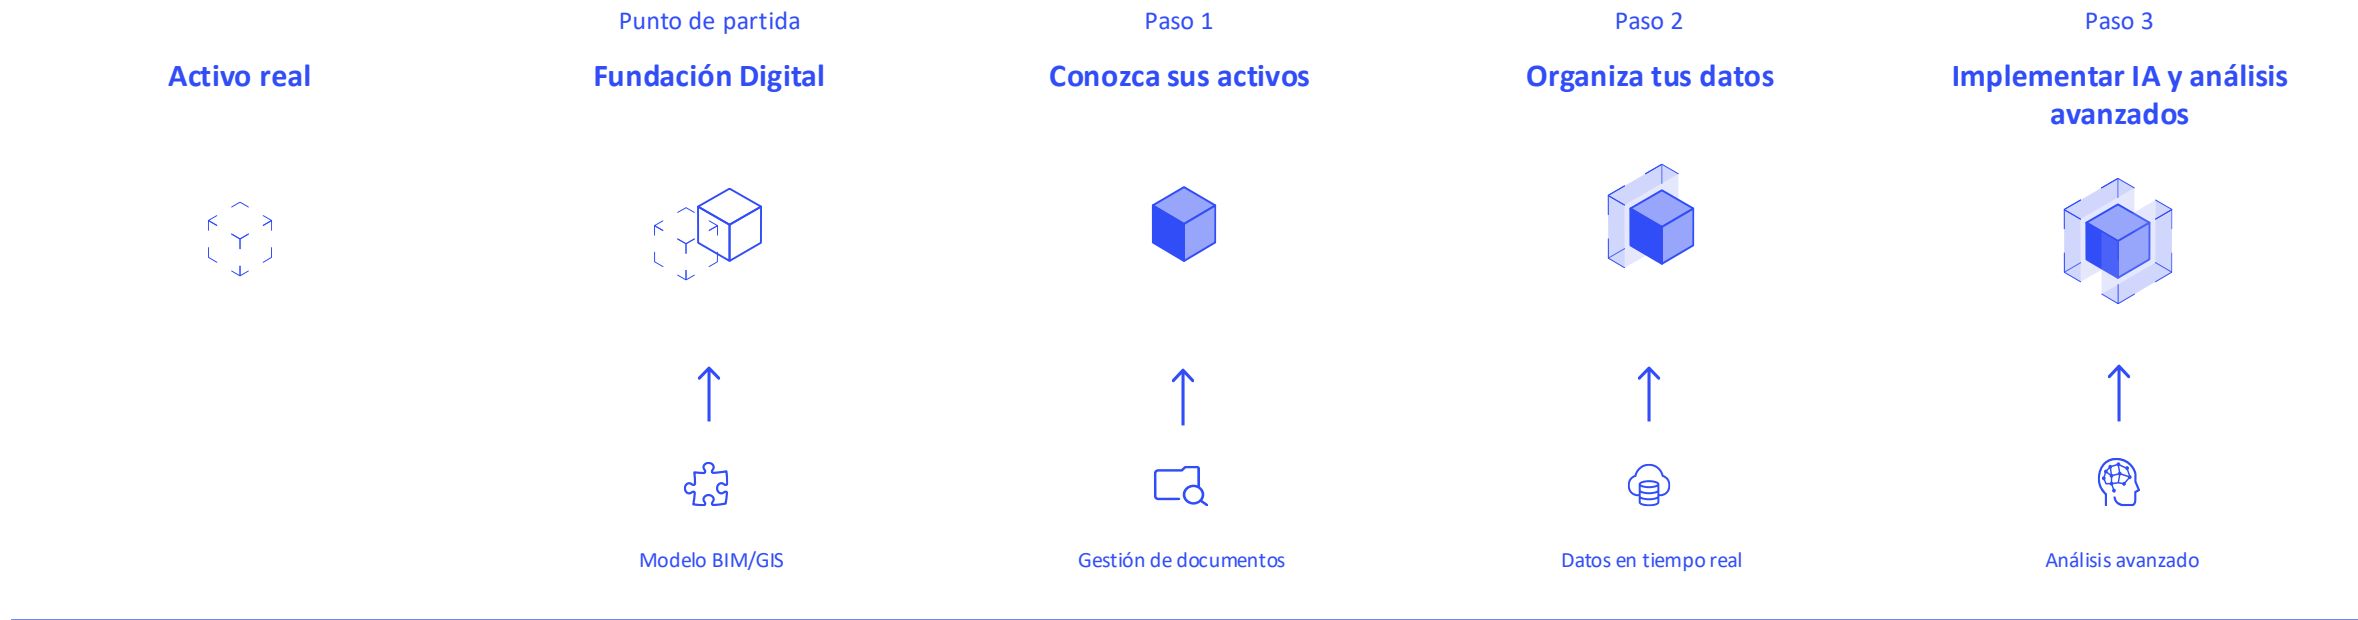 Punto de partida
Paso 1
Paso 2
Paso 3
Activo real
Fundación Digital
Conozca sus activos
Organiza tus datos
Implementar IA y análisis
avanzados
Modelo BIM/GIS
Gestión de documentos
Datos en tiempo real
Análisis avanzado